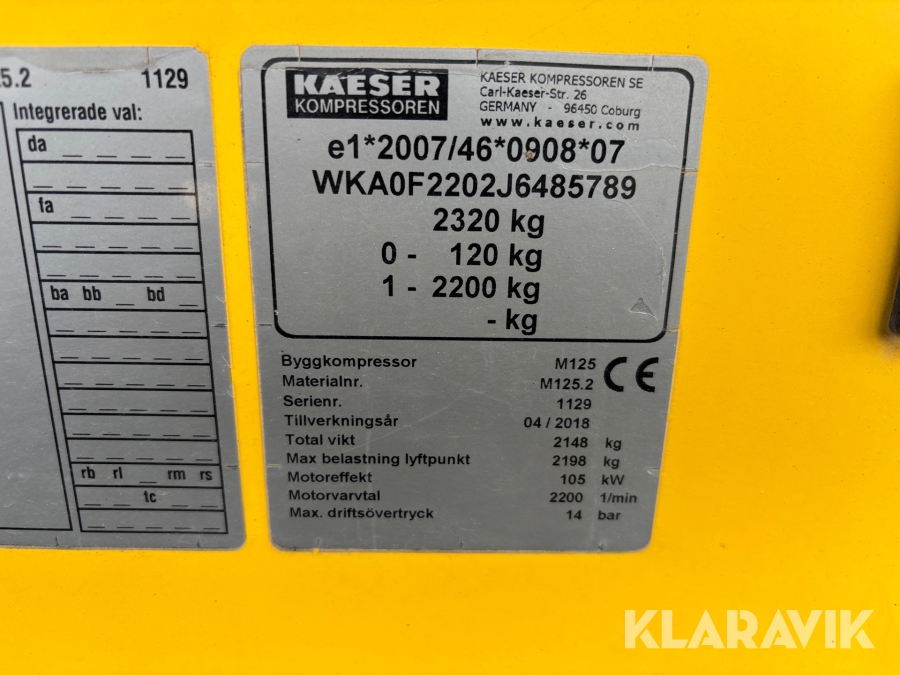 5.2 1129
Integrerade val:
da
fa
ba bb bd
rb rl rm rs
tc
KAESER
KOMPRESSOREN
KAESER KOMPRESSOREN SE
Carl-Kaeser-Str. 26
GERMANY - 96450 Coburg
www.kaeser.com
e1*2007/46*0908*07
WKA0F2202J6485789
2320 kg
0 - 120 kg
1 - 2200 kg
- kg
Byggkompressor M125
Materialnr. M125.2
Serienr. 1129
Tillverkningsår 04 / 2018
Total vikt 2148 kg
Max belastning lyftpunkt 2198 kg
Motoreffekt 105 kW
Motorvarvtal 2200 1/min
Max. driftsövertryck 14 bar
CE
KLARAVIK